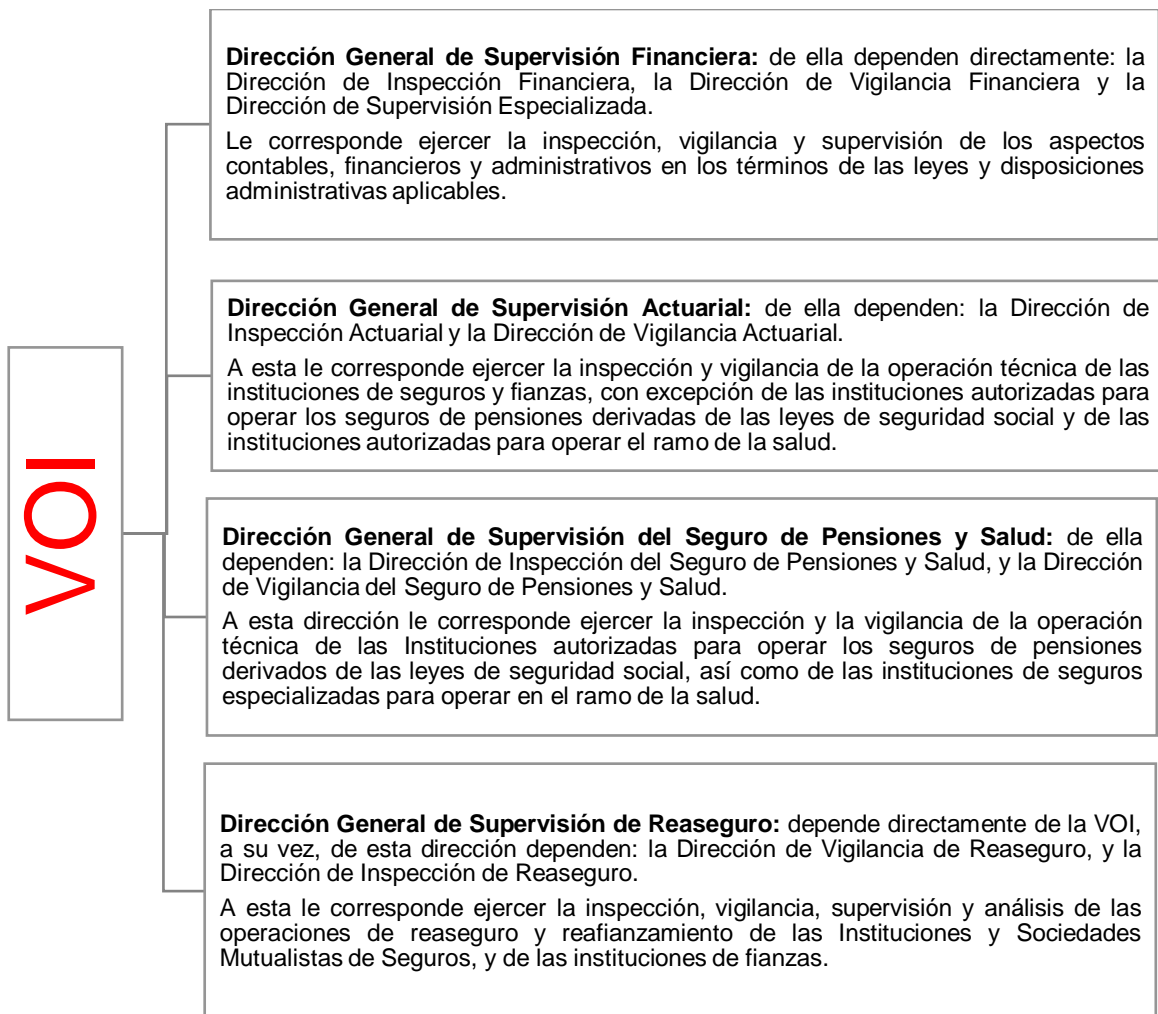 VOI
Dirección General de Supervisión Financiera: de ella dependen directamente: la
Dirección de Inspección Financiera, la Dirección de Vigilancia Financiera y la
Dirección de Supervisión Especializada.
Le corresponde ejercer la inspección, vigilancia y supervisión de los aspectos
contables, financieros y administrativos en los términos de las leyes y disposiciones
administrativas aplicables.
Dirección General de Supervisión Actuarial: de ella dependen: la Dirección de
Inspección Actuarial y la Dirección de Vigilancia Actuarial.
A esta le corresponde ejercer la inspección y vigilancia de la operación técnica de las
instituciones de seguros y fianzas, con excepción de las instituciones autorizadas para
operar los seguros de pensiones derivadas de las leyes de seguridad social y de las
instituciones autorizadas para operar el ramo de la salud.
Dirección General de Supervisión del Seguro de Pensiones y Salud: de ella
dependen: la Dirección de Inspección del Seguro de Pensiones y Salud, y la Dirección
de Vigilancia del Seguro de Pensiones y Salud.
A esta dirección le corresponde ejercer la inspección y la vigilancia de la operación
técnica de las Instituciones autorizadas para operar los seguros de pensiones
derivados de las leyes de seguridad social, así como de las instituciones de seguros
especializadas para operar en el ramo de la salud.
Dirección General de Supervisión de Reaseguro: depende directamente de la VOI,
a su vez, de esta dirección dependen: la Dirección de Vigilancia de Reaseguro, y la
Dirección de Inspección de Reaseguro.
A esta le corresponde ejercer la inspección, vigilancia, supervisión y análisis de las
operaciones de reaseguro y reafianzamiento de las Instituciones y Sociedades
Mutualistas de Seguros, y de las instituciones de fianzas.